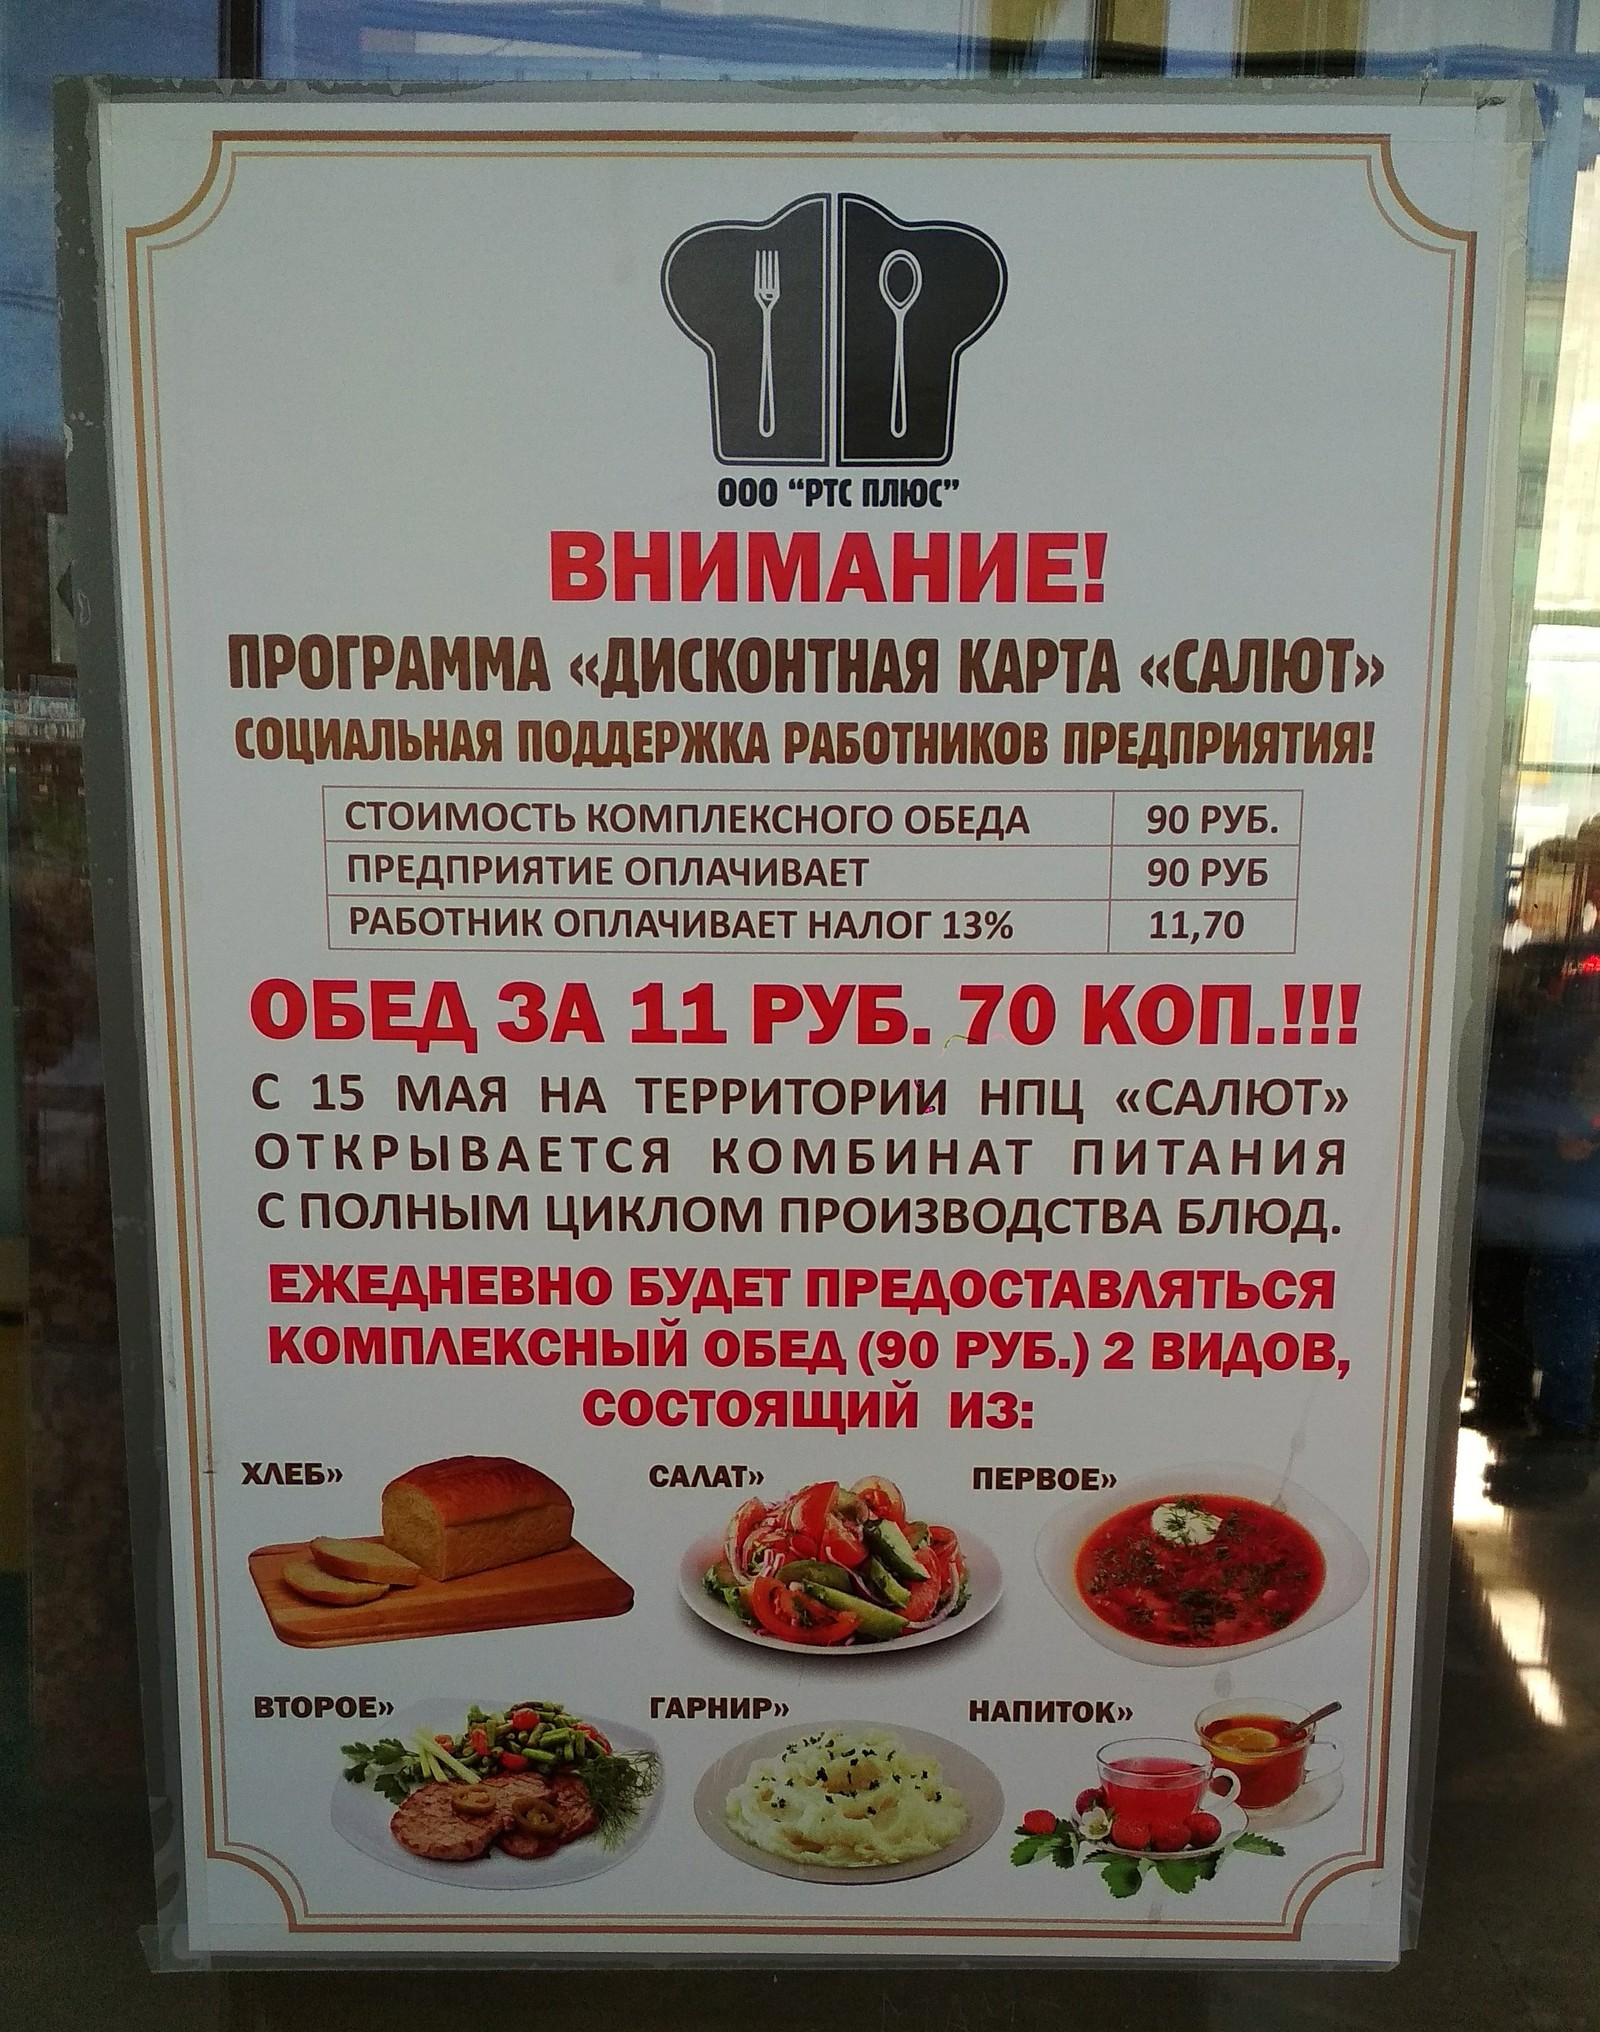 ООО “РТС ПЛЮС”
ВНИМАНИЕ!
ПРОГРАММА «ДИСКОНТНАЯ КАРТА «САЛЮТ»
СОЦИАЛЬНАЯ ПОДДЕРЖКА РАБОТНИКОВ ПРЕДПРИЯТИЯ!
СТОИМОСТЬ КОМПЛЕКСНОГО ОБЕДА 90 РУБ.
ПРЕДПРИЯТИЕ ОПЛАЧИВАЕТ 90 РУБ
РАБОТНИК ОПЛАЧИВАЕТ НАЛОГ 13% 11,70
ОБЕД ЗА 11 РУБ. 70 КОП.!!!
С 15 МАЯ НА ТЕРРИТОРИИ НПЦ «САЛЮТ»
ОТКРЫВАЕТСЯ КОМБИНАТ ПИТАНИЯ
С ПОЛНЫМ ЦИКЛОМ ПРОИЗВОДСТВА БЛЮД.
ЕЖЕДНЕВНО БУДЕТ ПРЕДОСТАВЛЯТЬСЯ
КОМПЛЕКСНЫЙ ОБЕД (90 РУБ.) 2 ВИДОВ,
СОСТОЯЩИЙ ИЗ:
ХЛЕБ» САЛАТ» ПЕРВОЕ»
ВТОРОЕ» ГАРНИР» НАПИТОК»